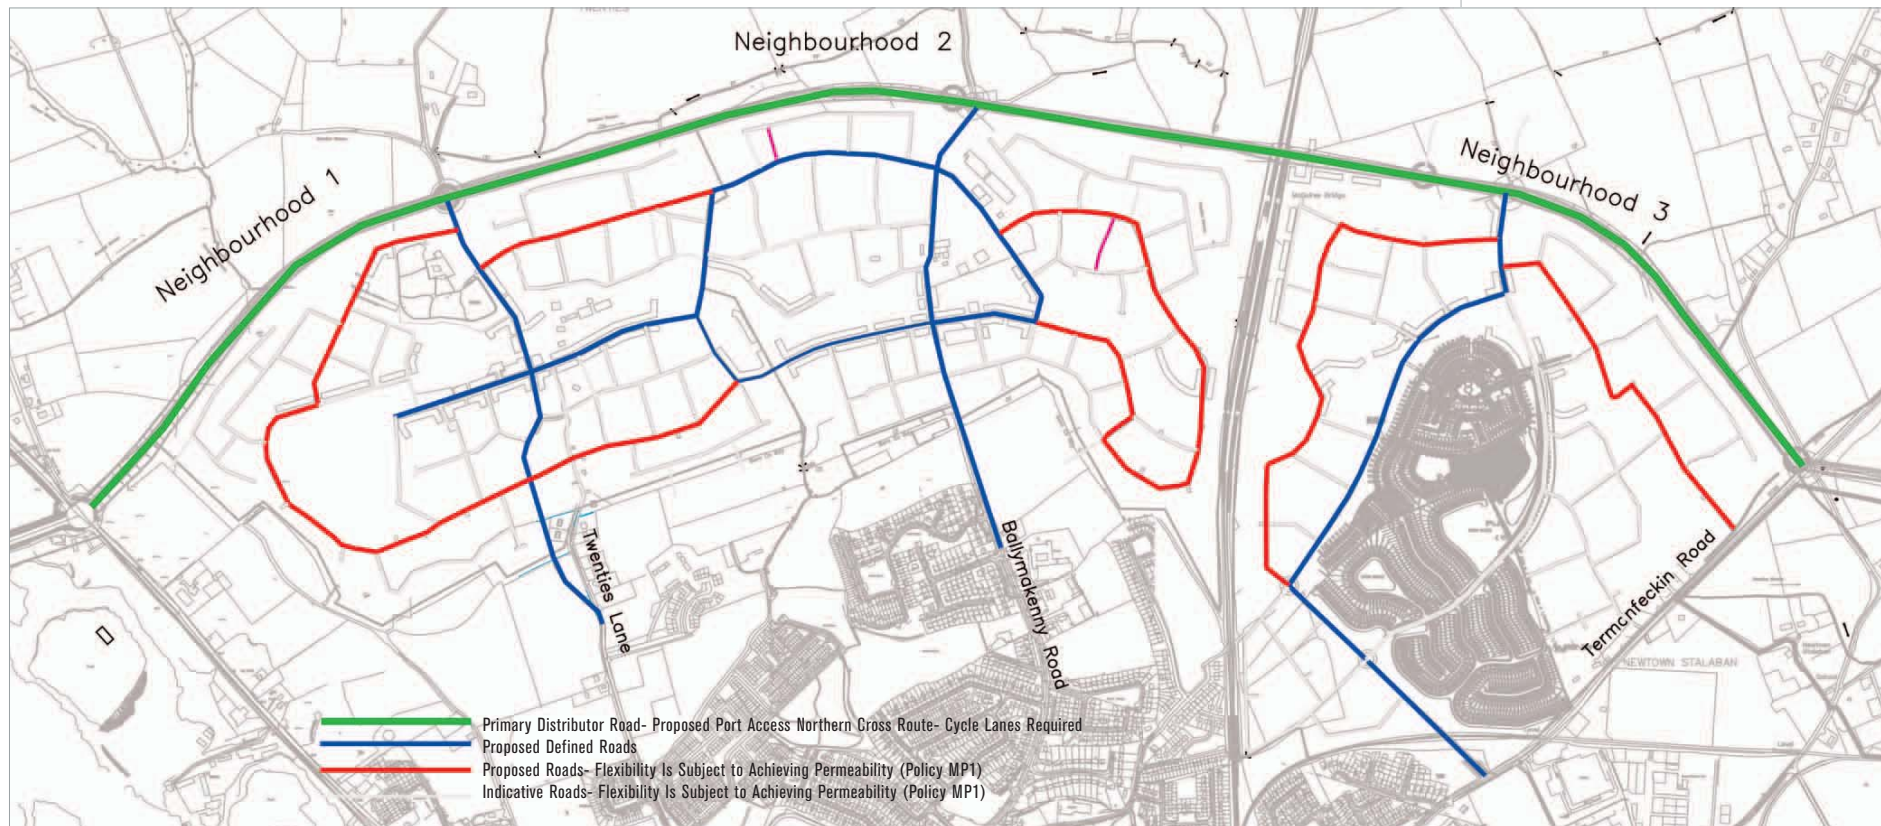 Neighbourhood 2
Neighbourhood 1
Neighbourhood 3
Twenties Lane
Ballymakenny Road
Termonfeckin Road
NEWTOWN STALABAN
Primary Distributor Road- Proposed Port Access Northern Cross Route- Cycle Lanes Required
Proposed Defined Roads
Proposed Roads- Flexibility Is Subject to Achieving Permeability (Policy MP1)
Indicative Roads- Flexibility Is Subject to Achieving Permeability (Policy MP1)